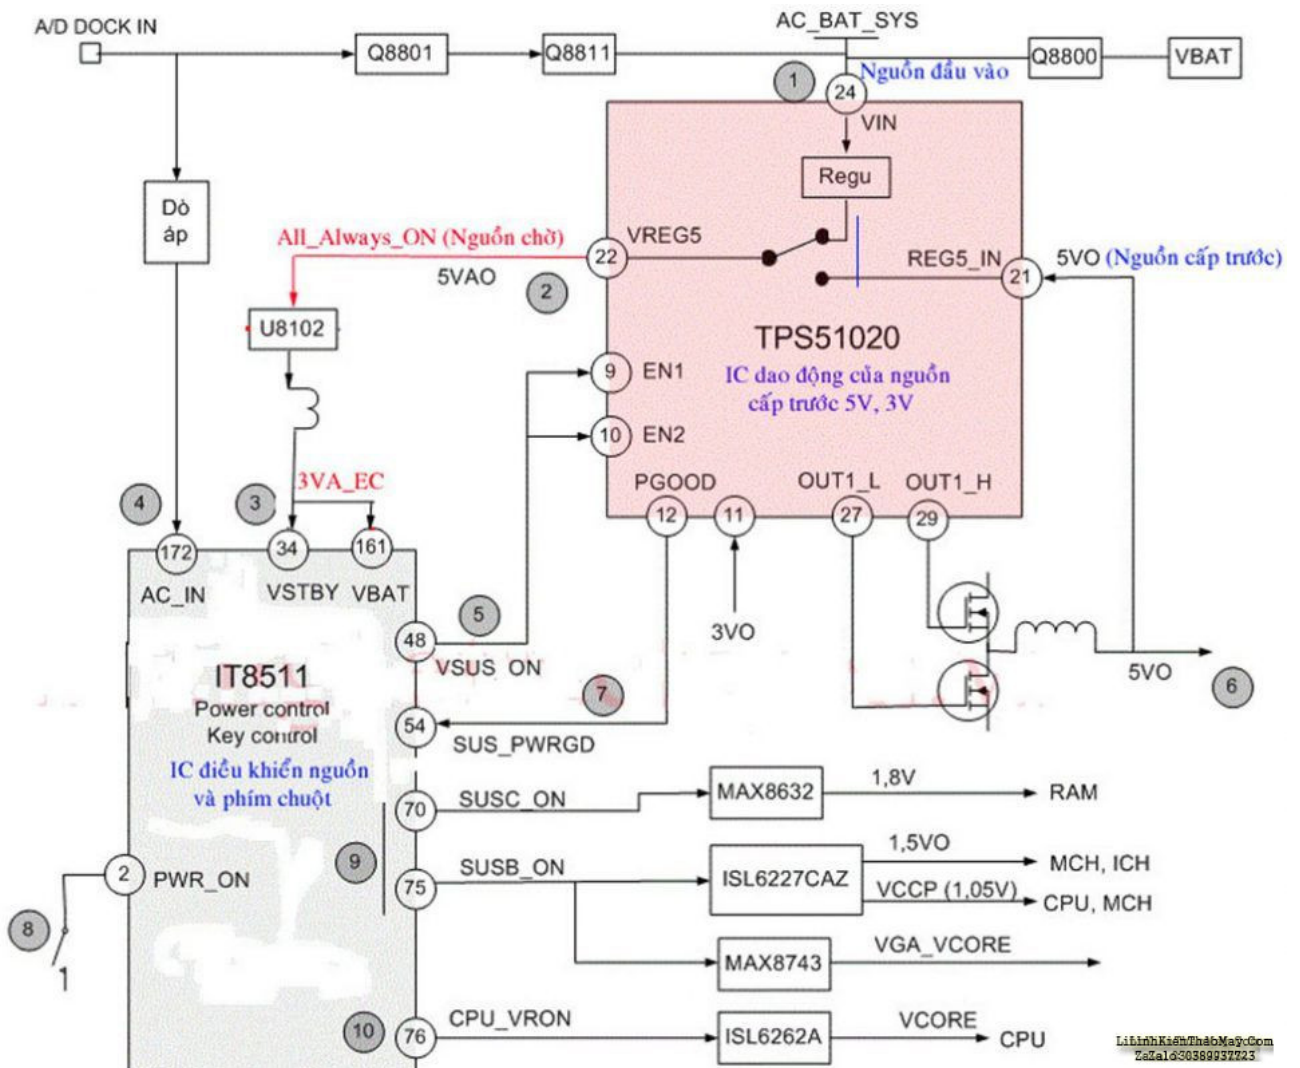 A/D DOCK IN
AC_BAT_SYS
Q8801
Q8811
Q8800
VBAT
Nguồn đầu vào
1
24
VIN
Regu
Dò
áp
All_Always_ON (Nguồn chờ)
VREG5
22
5VAO
2
REG5_IN
21
5VO (Nguồn cấp trước)
U8102
TPS51020
IC dao động của nguồn
cấp trước 5V, 3V
9
EN1
10
EN2
3VA_EC
PGOOD
OUT1_L
OUT1_H
4
3
12
11
27
29
172
34
161
AC_IN
VSTBY
VBAT
5
48
VSUS_ON
3VO
IT8511
Power control
Key control
7
5VO
6
54
SUS_PWRGD
IC điều khiển nguồn
và phím chuột
70
SUSC_ON
MAX8632
1,8V
RAM
9
75
SUSB_ON
ISL6227CAZ
1,5VO
MCH, ICH
VCCP (1,05V)
CPU, MCH
2
PWR_ON
8
MAX8743
VGA_VCORE
10
76
CPU_VRON
ISL6262A
VCORE
CPU